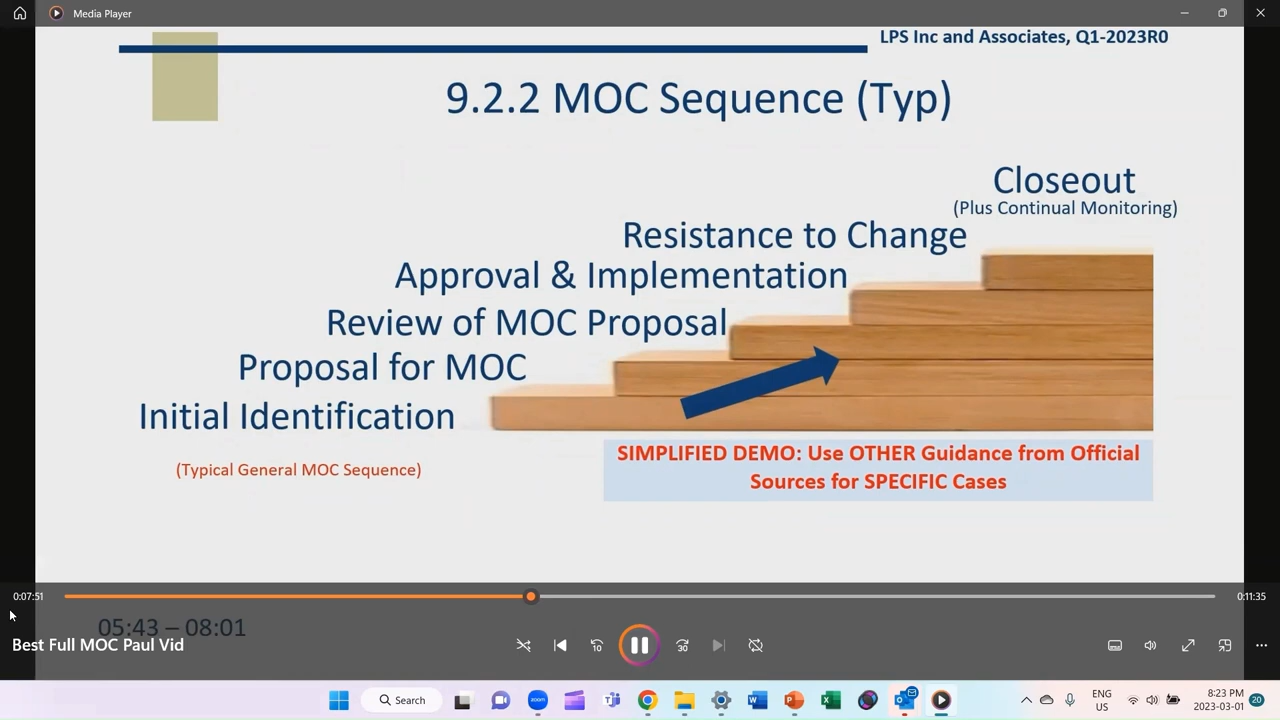 Media Player
LPS Inc and Associates, Q1-2023R0
9.2.2 MOC Sequence (Typ)
Closeout
(Plus Continual Monitoring)
Resistance to Change
Approval & Implementation
Review of MOC Proposal
Proposal for MOC
Initial Identification
(Typical General MOC Sequence)
SIMPLIFIED DEMO: Use OTHER Guidance from Official
Sources for SPECIFIC Cases
0:07:51
0:11:35
05:43 – 08:01
Best Full MOC Paul Vid
10
30
Search
ENG
US
8:23 PM
2023-03-01
20